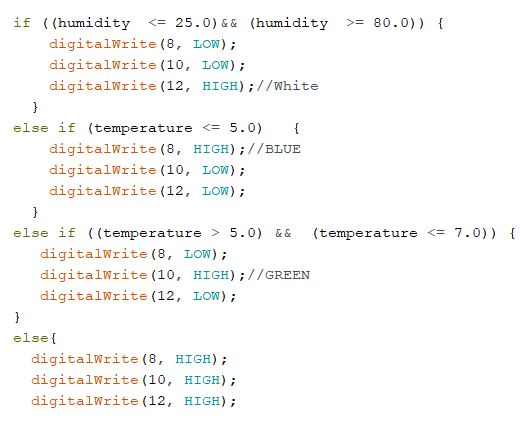 if ((humidity  <= 25.0)&& (humidity  >= 80.0)) {
    digitalWrite(8, LOW);
    digitalWrite(10, LOW);
    digitalWrite(12, HIGH);//White
  }
else if (temperature <= 5.0)   {
    digitalWrite(8, HIGH);//BLUE
    digitalWrite(10, LOW);
    digitalWrite(12, LOW);
  }
else if ((temperature > 5.0) &&  (temperature <= 7.0)) {
   digitalWrite(8, LOW);
   digitalWrite(10, HIGH);//GREEN
   digitalWrite(12, LOW);
}
else{
  digitalWrite(8, HIGH);
  digitalWrite(10, HIGH);
  digitalWrite(12, HIGH);